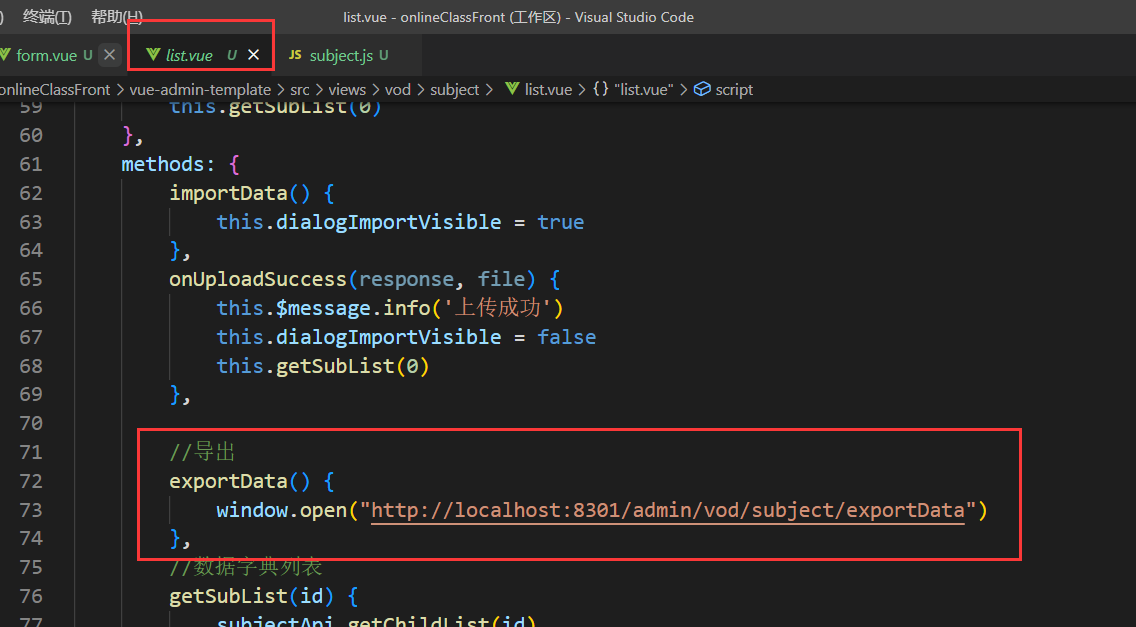 ) 终端(T) 帮助(H) list.vue - onlineClassFront (工作区) - Visual Studio Code
form.vue U list.vue U JS subject.js U
onlineClassFront > vue-admin-template > src > views > vod > subject > list.vue > {} "list.vue" > script
59 this.getSubList(0)
60 },
61 methods: {
62 importData() {
63 this.dialogImportVisible = true
64 },
65 onUploadSuccess(response, file) {
66 this.$message.info('上传成功')
67 this.dialogImportVisible = false
68 this.getSubList(0)
69 },
70
71 //导出
72 exportData() {
73 window.open("http://localhost:8301/admin/vod/subject/exportData")
74 },
75 //数据字典列表
76 getSubList(id) {
77 subjectApi.getChildList(id)